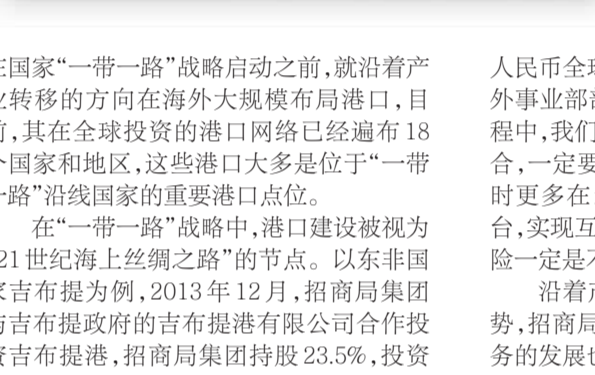 在国家“一带一路”战略启动之前，就沿着产
业转移的方向在海外大规模布局港口，目
前，其在全球投资的港口网络已经遍布18
个国家和地区，这些港口大多是位于“一带
一路”沿线国家的重要港口点位。
在“一带一路”战略中，港口建设被视为
“21世纪海上丝绸之路”的节点。以东非国
家吉布提为例，2013年12月，招商局集团
与吉布提政府的吉布提港有限公司合作投
资吉布提港，招商局集团持股23.5%，投资
人民币全球
外事业部部
程中，我们
合，一定要
时更多在
台，实现互
险一定是不
沿着产
势，招商局
务的发展也